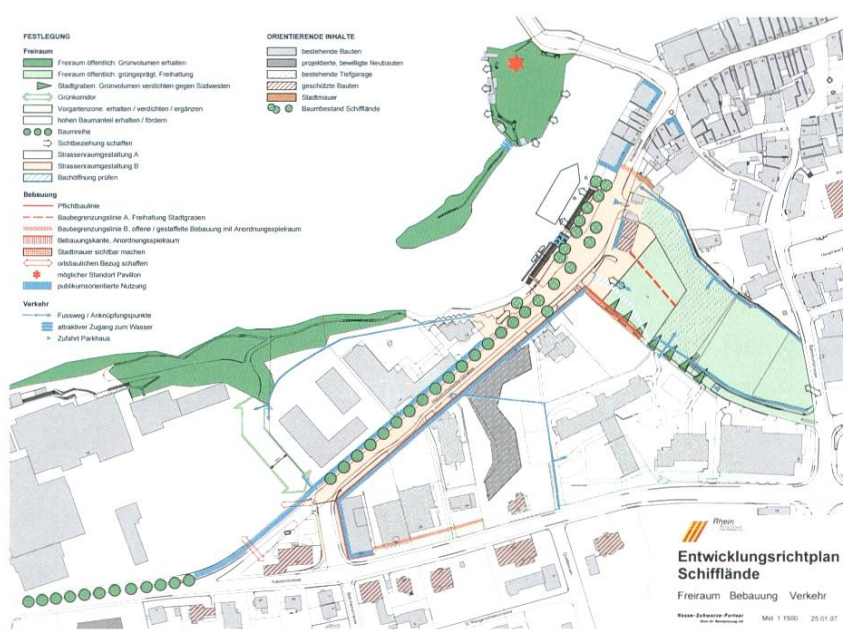 FESTLEGUNG
Freiraum
Freiraum öffentlich: Grünvolumen erhalten
Freiraum öffentlich: grüngeprägt, Freihaltung
Stadtgraben: Grünvolumen verdichten gegen Südwesten
Grünkorridor
Vorgartenzone: erhalten / verdichten / ergänzen
hohen Baumanteil erhalten / fördern
Baumreihe
Sichtbeziehung schaffen
Strassenraumgestaltung A
Strassenraumgestaltung B
Bachöffnung prüfen
Bebauung
Pflichtbaulinie
Baubegrenzungslinie A, Freihaltung Stadtgraben
Baubegrenzungslinie B, offene / gestaffelte Bebauung mit Anordnungsspielraum
Bebauungskante, Anordnungsspielraum
Stadtmauer sichtbar machen
ortsbaulichen Bezug schaffen
möglicher Standort Pavillon
publikumsorientierte Nutzung
Verkehr
Fussweg / Anknüpfungspunkte
attraktiver Zugang zum Wasser
Zufahrt Parkhaus
ORIENTIERENDE INHALTE
bestehende Bauten
projektierte, bewilligte Neubauten
bestehende Tiefgarage
geschützte Bauten
Stadtmauer
Baumbestand Schifflände
Rhein
Entwicklungsrichtplan
Schifflände
Freiraum Bebauung Verkehr
Mst 1:1500 25.01.07